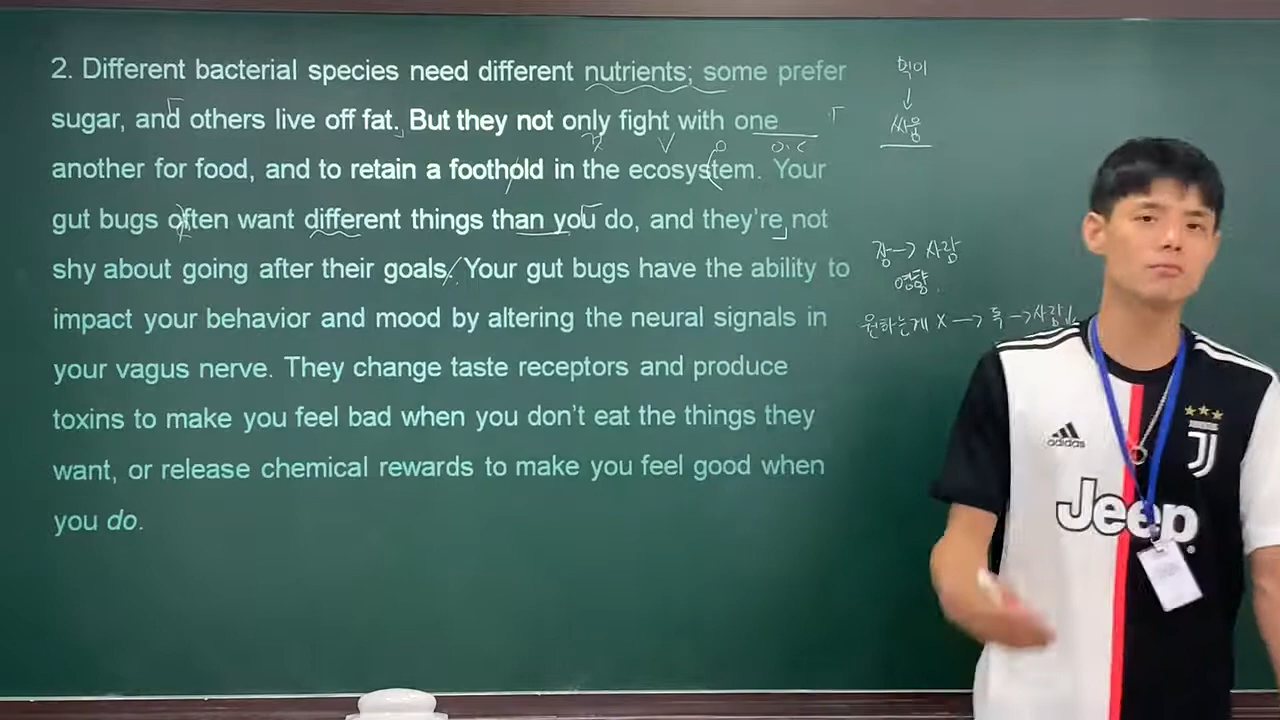 2. Different bacterial species need different nutrients; some prefer
sugar, and others live off fat. But they not only fight with one
another for food, and to retain a foothold in the ecosystem. Your
gut bugs often want different things than you do, and they're not
shy about going after their goals. Your gut bugs have the ability to
impact your behavior and mood by altering the neural signals in
your vagus nerve. They change taste receptors and produce
toxins to make you feel bad when you don't eat the things they
want, or release chemical rewards to make you feel good when
you do.
먹이
↓
싸움
장 → 사람
영향
원하는게 X → 독 → 사람↓
adidas
JUVENTUS
J
Jeep